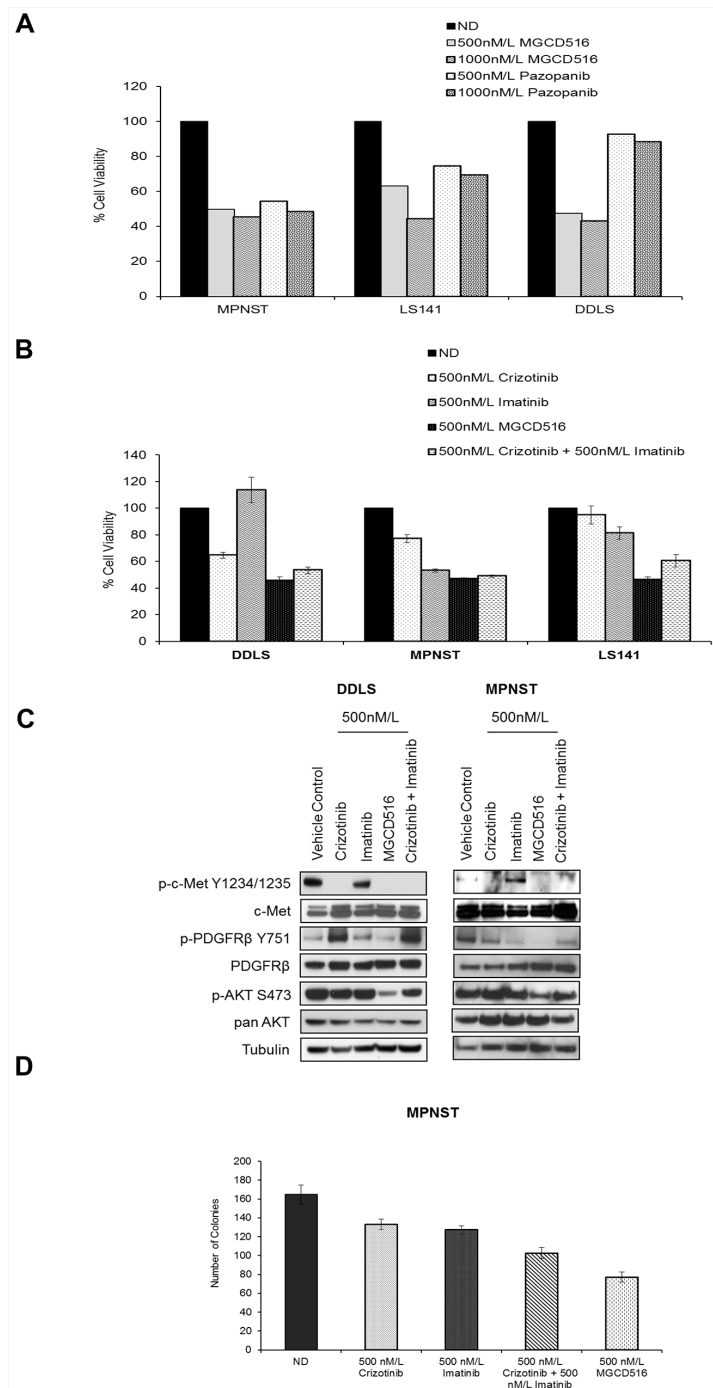 A
ND
500nM/L MGCD516
1000nM/L MGCD516
500nM/L Pazopanib
1000nM/L Pazopanib
120
100
80
60
40
20
0
% Cell Viability
MPNST LS141 DDLS
B
ND
500nM/L Crizotinib
500nM/L Imatinib
500nM/L MGCD516
500nM/L Crizotinib + 500nM/L Imatinib
140
120
100
80
60
40
20
0
% Cell Viability
DDLS MPNST LS141
C
DDLS MPNST
500nM/L 500nM/L
Vehicle Control
Crizotinib
Imatinib
MGCD516
Crizotinib + Imatinib
Vehicle Control
Crizotinib
Imatinib
MGCD516
Crizotinib + Imatinib
p-c-Met Y1234/1235
c-Met
p-PDGFRβ Y751
PDGFRβ
p-AKT S473
pan AKT
Tubulin
D
MPNST
200
180
160
140
120
100
80
60
40
20
0
Number of Colonies
ND
500 nM/L
Crizotinib
500 nM/L
Imatinib
500 nM/L
Crizotinib + 500
nM/L Imatinib
500 nM/L
MGCD516